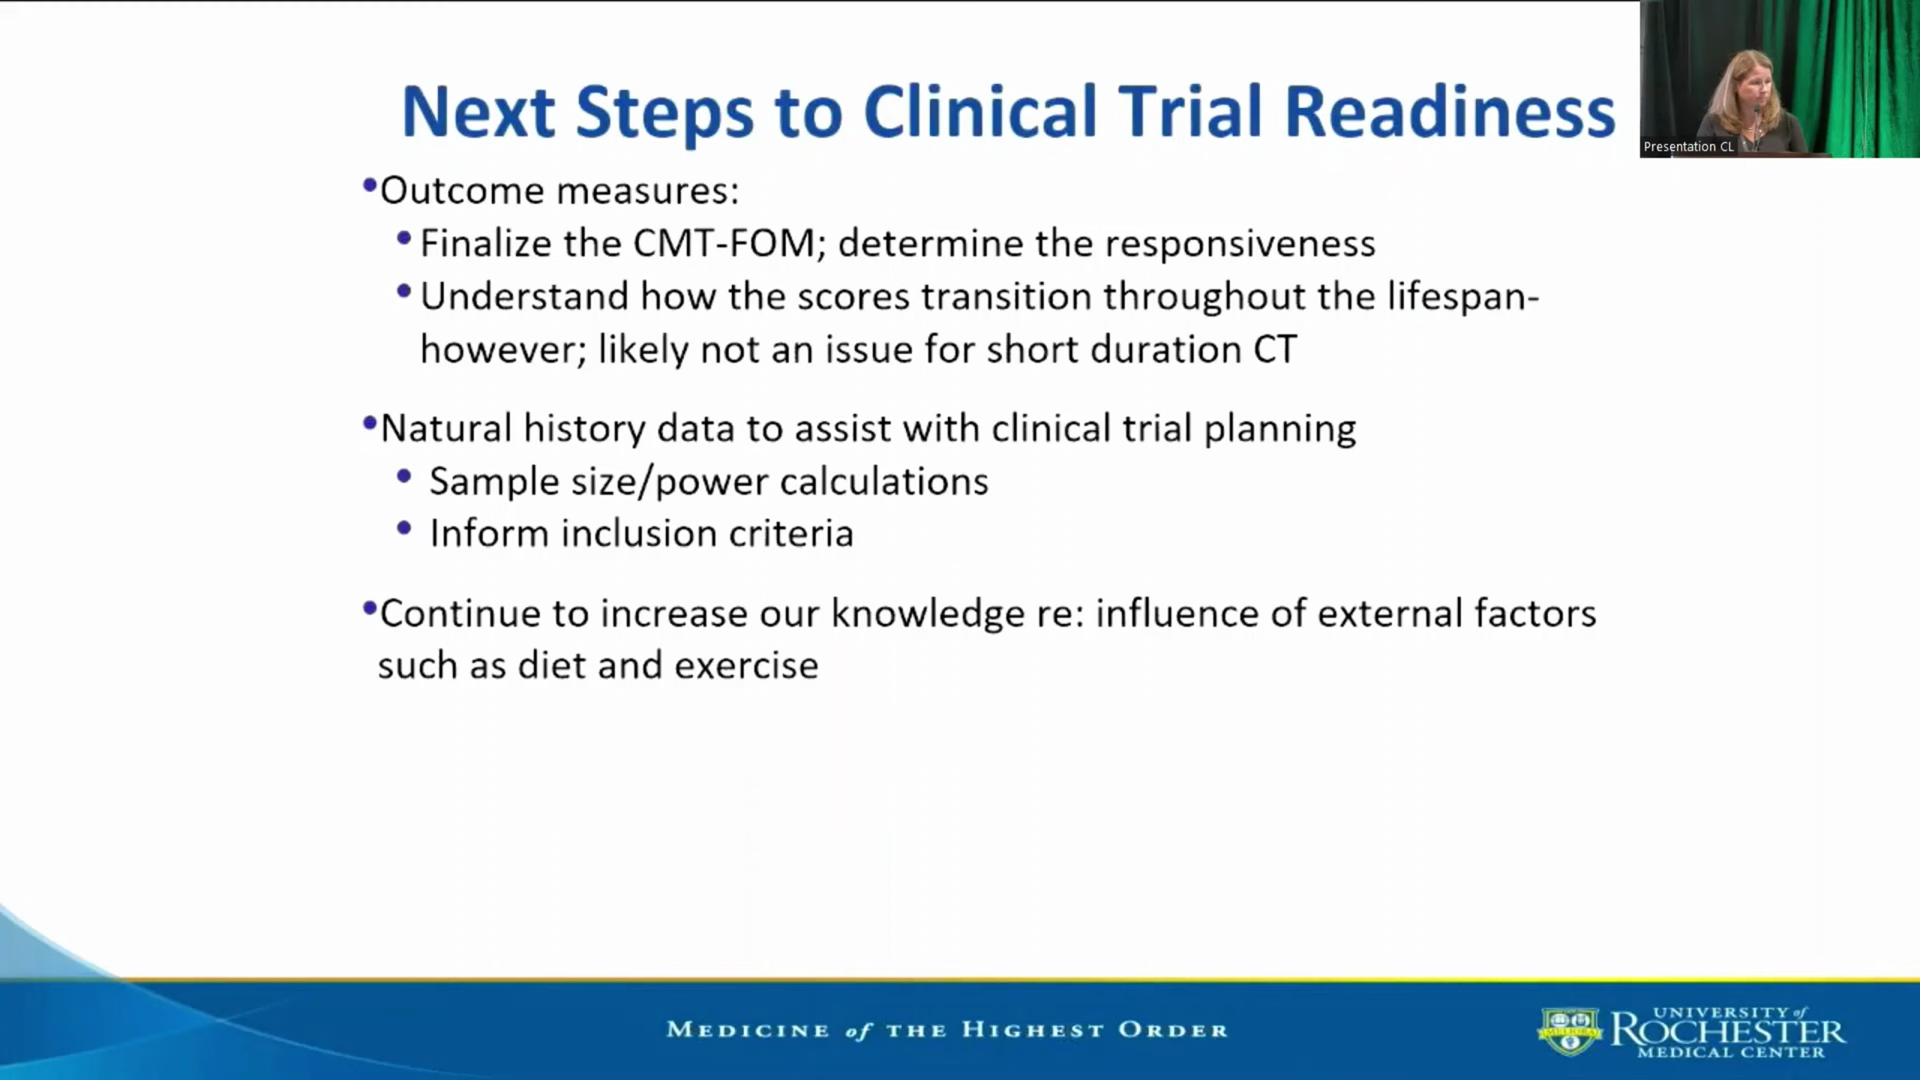 Next Steps to Clinical Trial Readiness
Presentation CL
•Outcome measures:
•Finalize the CMT-FOM; determine the responsiveness
•Understand how the scores transition throughout the lifespan-
however; likely not an issue for short duration CT
•Natural history data to assist with clinical trial planning
• Sample size/power calculations
• Inform inclusion criteria
•Continue to increase our knowledge re: influence of external factors
such as diet and exercise
MEDICINE of THE HIGHEST ORDER
MELIORA
UNIVERSITY of
ROCHESTER
MEDICAL CENTER